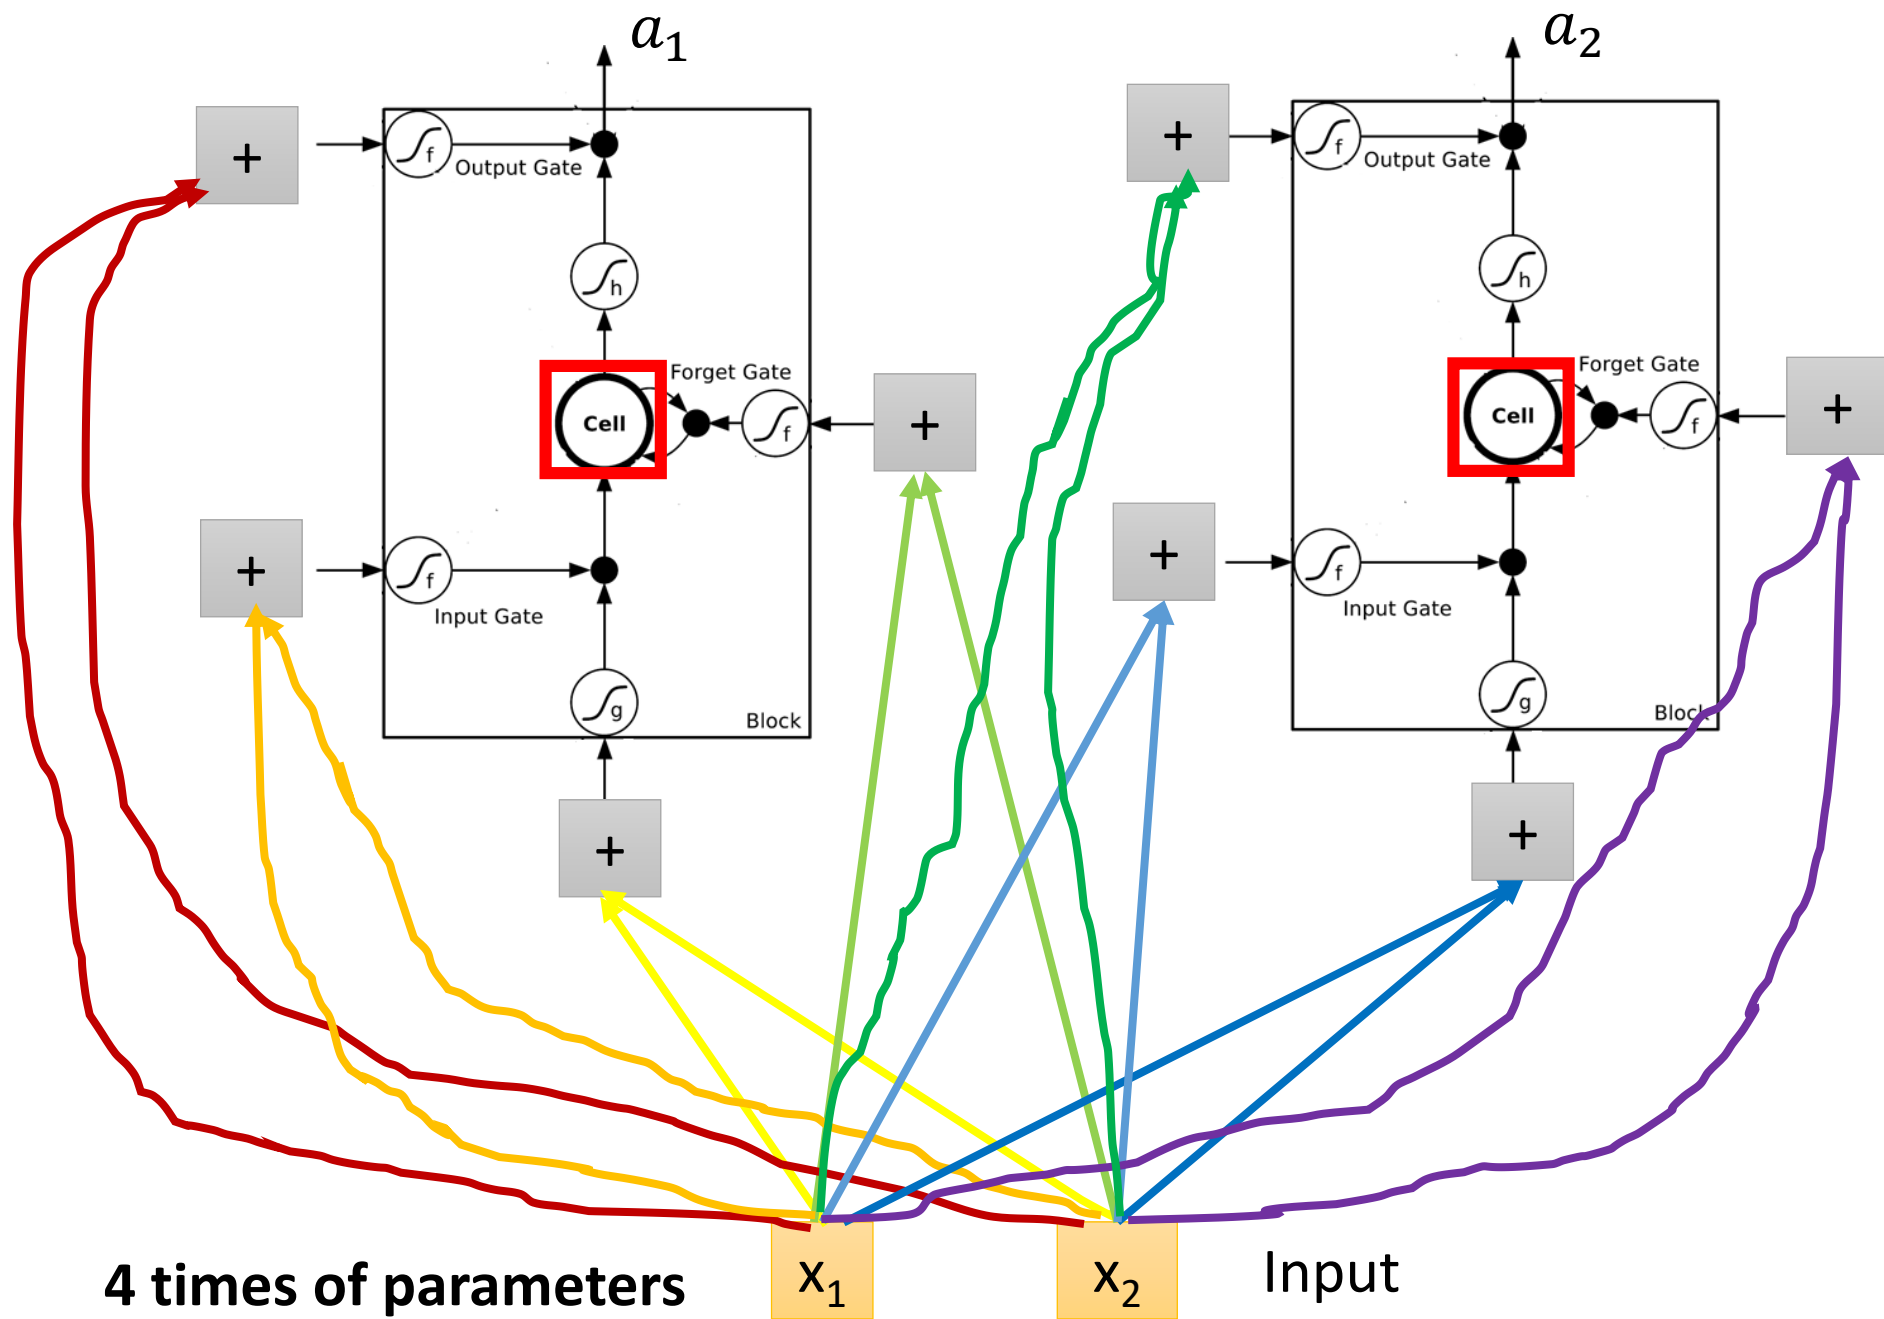 a₁
a₂
+
+
f
Output Gate
f
Output Gate
h
h
Forget Gate
Forget Gate
Cell
f
+
Cell
f
+
+
f
Input Gate
+
f
Input Gate
g
Block
g
Block
+
+
4 times of parameters
x₁
x₂
Input